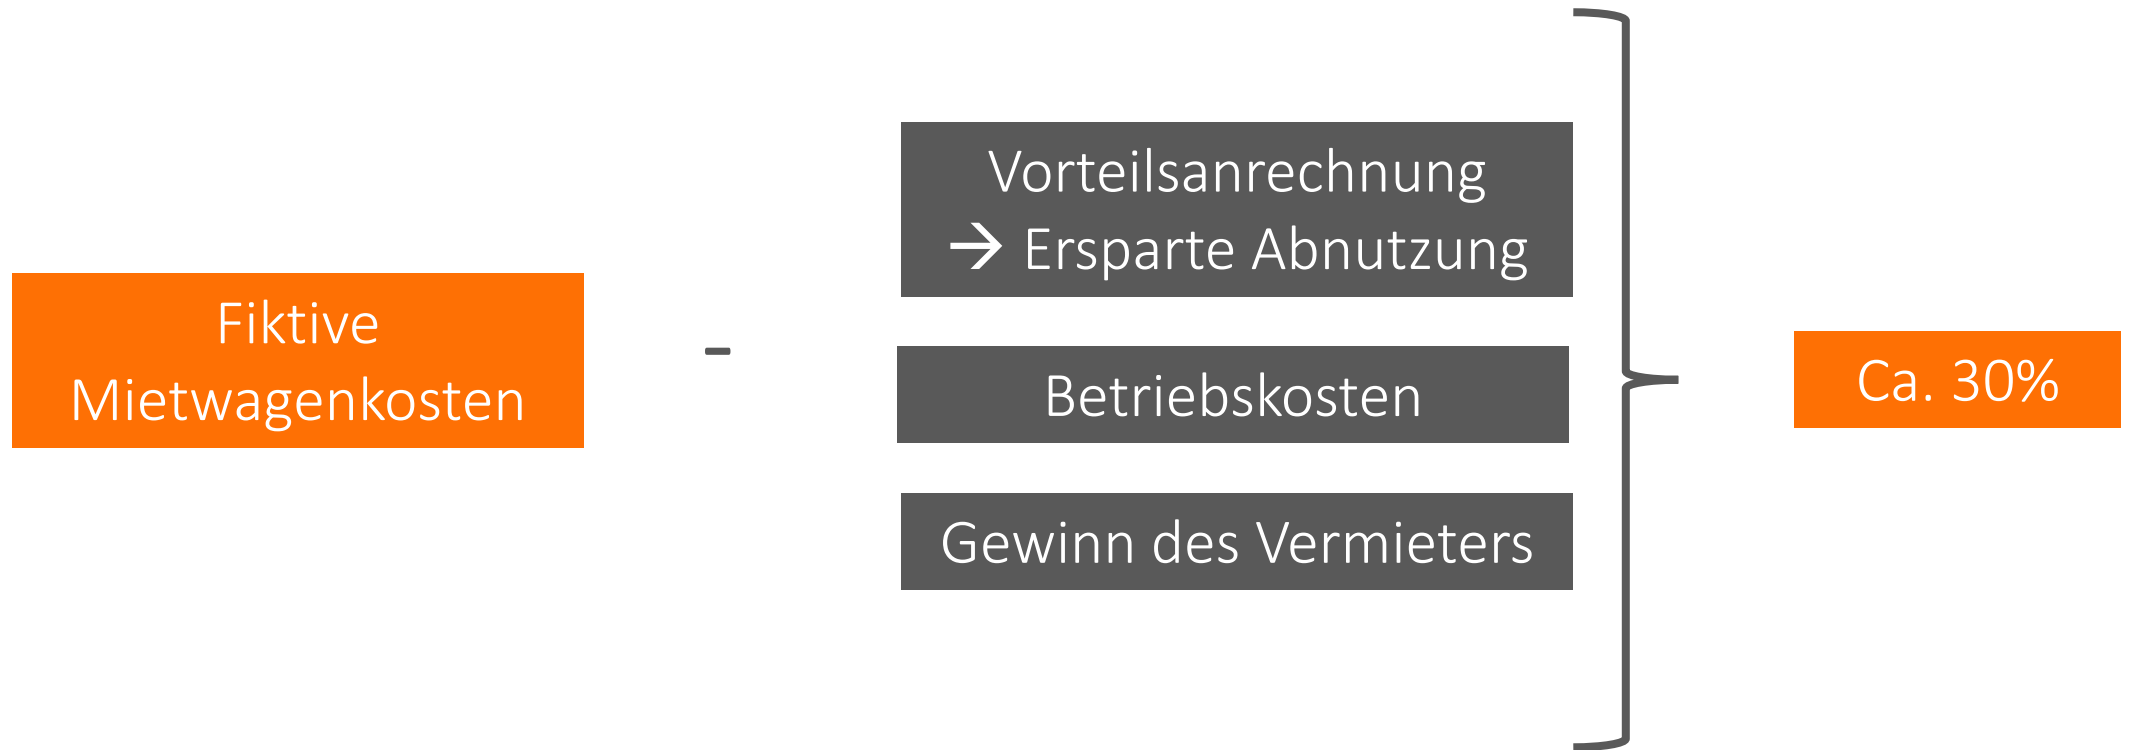 Fiktive
Mietwagenkosten
-
Vorteilsanrechnung
→ Ersparte Abnutzung
Betriebskosten
Gewinn des Vermieters
Ca. 30%